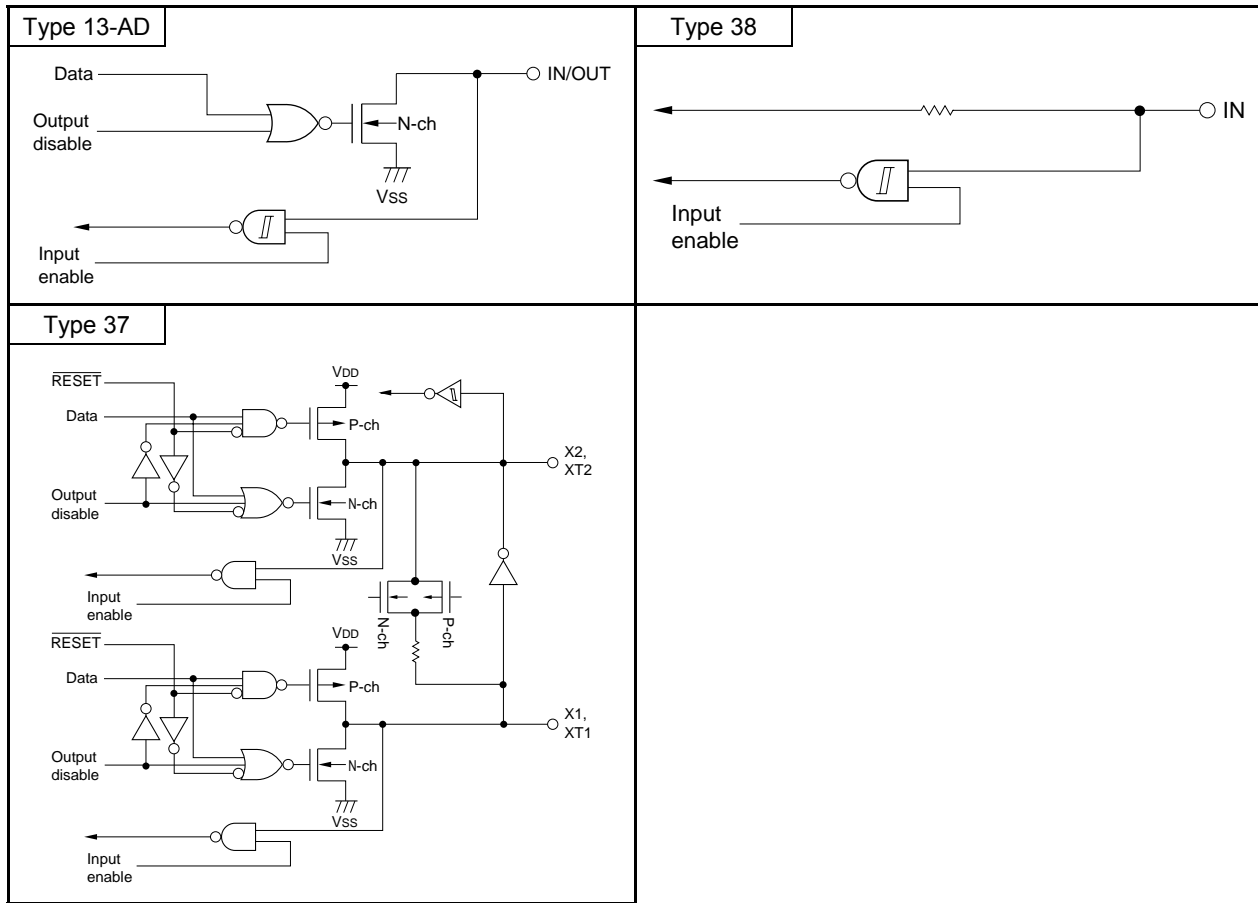 Type 13-AD
Data
IN/OUT
Output
disable
N-ch
VSS
Input
enable
Type 38
IN
Input
enable
Type 37
RESET
Data
VDD
P-ch
X2,
XT2
Output
disable
N-ch
VSS
Input
enable
N-ch
P-ch
RESET
VDD
Data
P-ch
X1,
XT1
Output
disable
N-ch
VSS
Input
enable